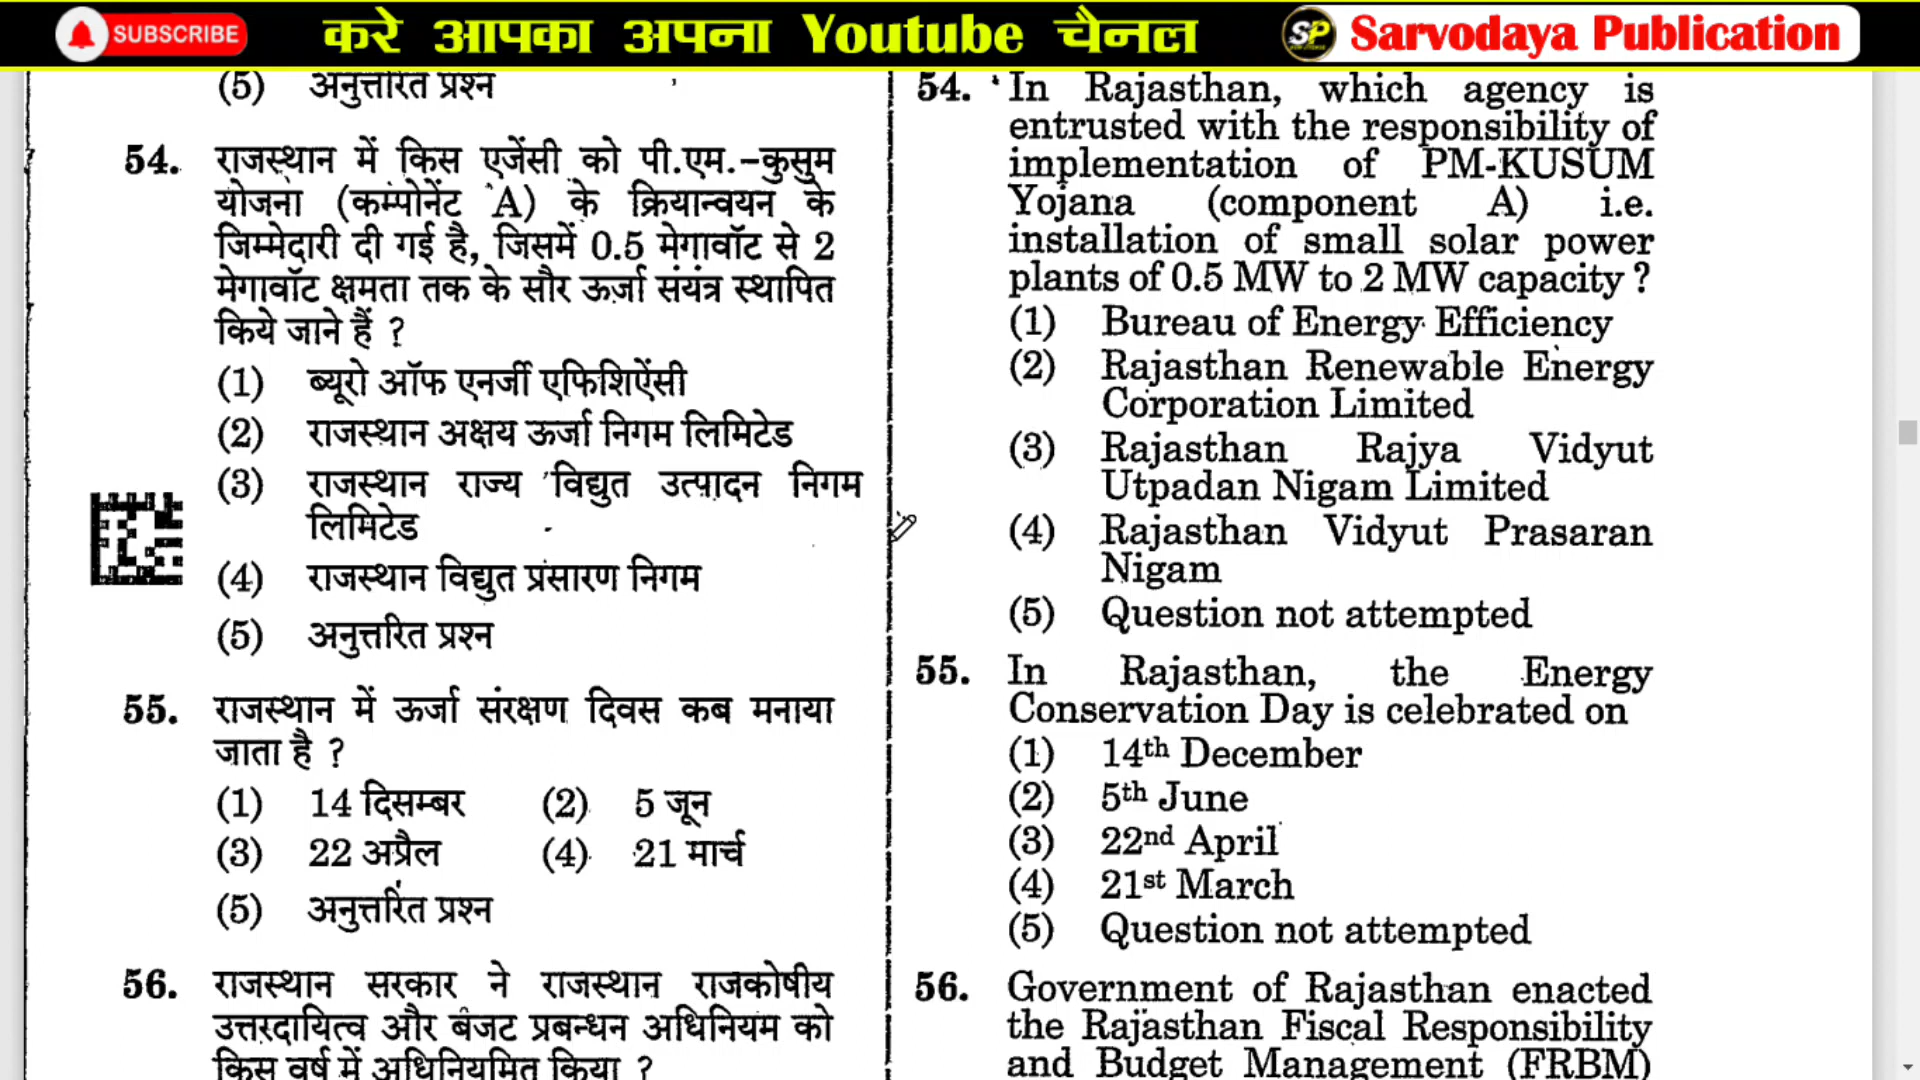 SUBSCRIBE करे आपका अपना Youtube चैनल SP Sarvodaya Publication
(5) अनुत्तरित प्रश्न
54. राजस्थान में किस एजेंसी को पी.एम.-कुसुम
योजना (कम्पोनेंट A) के क्रियान्वयन के
जिम्मेदारी दी गई है, जिसमें 0.5 मेगावॉट से 2
मेगावॉट क्षमता तक के सौर ऊर्जा संयंत्र स्थापित
किये जाने हैं ?
(1) ब्यूरो ऑफ एनर्जी एफिशिऐंसी
(2) राजस्थान अक्षय ऊर्जा निगम लिमिटेड
(3) राजस्थान राज्य विद्युत उत्पादन निगम
लिमिटेड
(4) राजस्थान विद्युत प्रसारण निगम
(5) अनुत्तरित प्रश्न
55. राजस्थान में ऊर्जा संरक्षण दिवस कब मनाया
जाता है ?
(1) 14 दिसम्बर (2) 5 जून
(3) 22 अप्रैल (4) 21 मार्च
(5) अनुत्तरित प्रश्न
56. राजस्थान सरकार ने राजस्थान राजकोषीय
उत्तरदायित्व और बजट प्रबन्धन अधिनियम को
किस वर्ष में अधिनियमित किया ?
54. In Rajasthan, which agency is
entrusted with the responsibility of
implementation of PM-KUSUM
Yojana (component A) i.e.
installation of small solar power
plants of 0.5 MW to 2 MW capacity ?
(1) Bureau of Energy Efficiency
(2) Rajasthan Renewable Energy
Corporation Limited
(3) Rajasthan Rajya Vidyut
Utpadan Nigam Limited
(4) Rajasthan Vidyut Prasaran
Nigam
(5) Question not attempted
55. In Rajasthan, the Energy
Conservation Day is celebrated on
(1) 14th December
(2) 5th June
(3) 22nd April
(4) 21st March
(5) Question not attempted
56. Government of Rajasthan enacted
the Rajasthan Fiscal Responsibility
and Budget Management (FRBM)